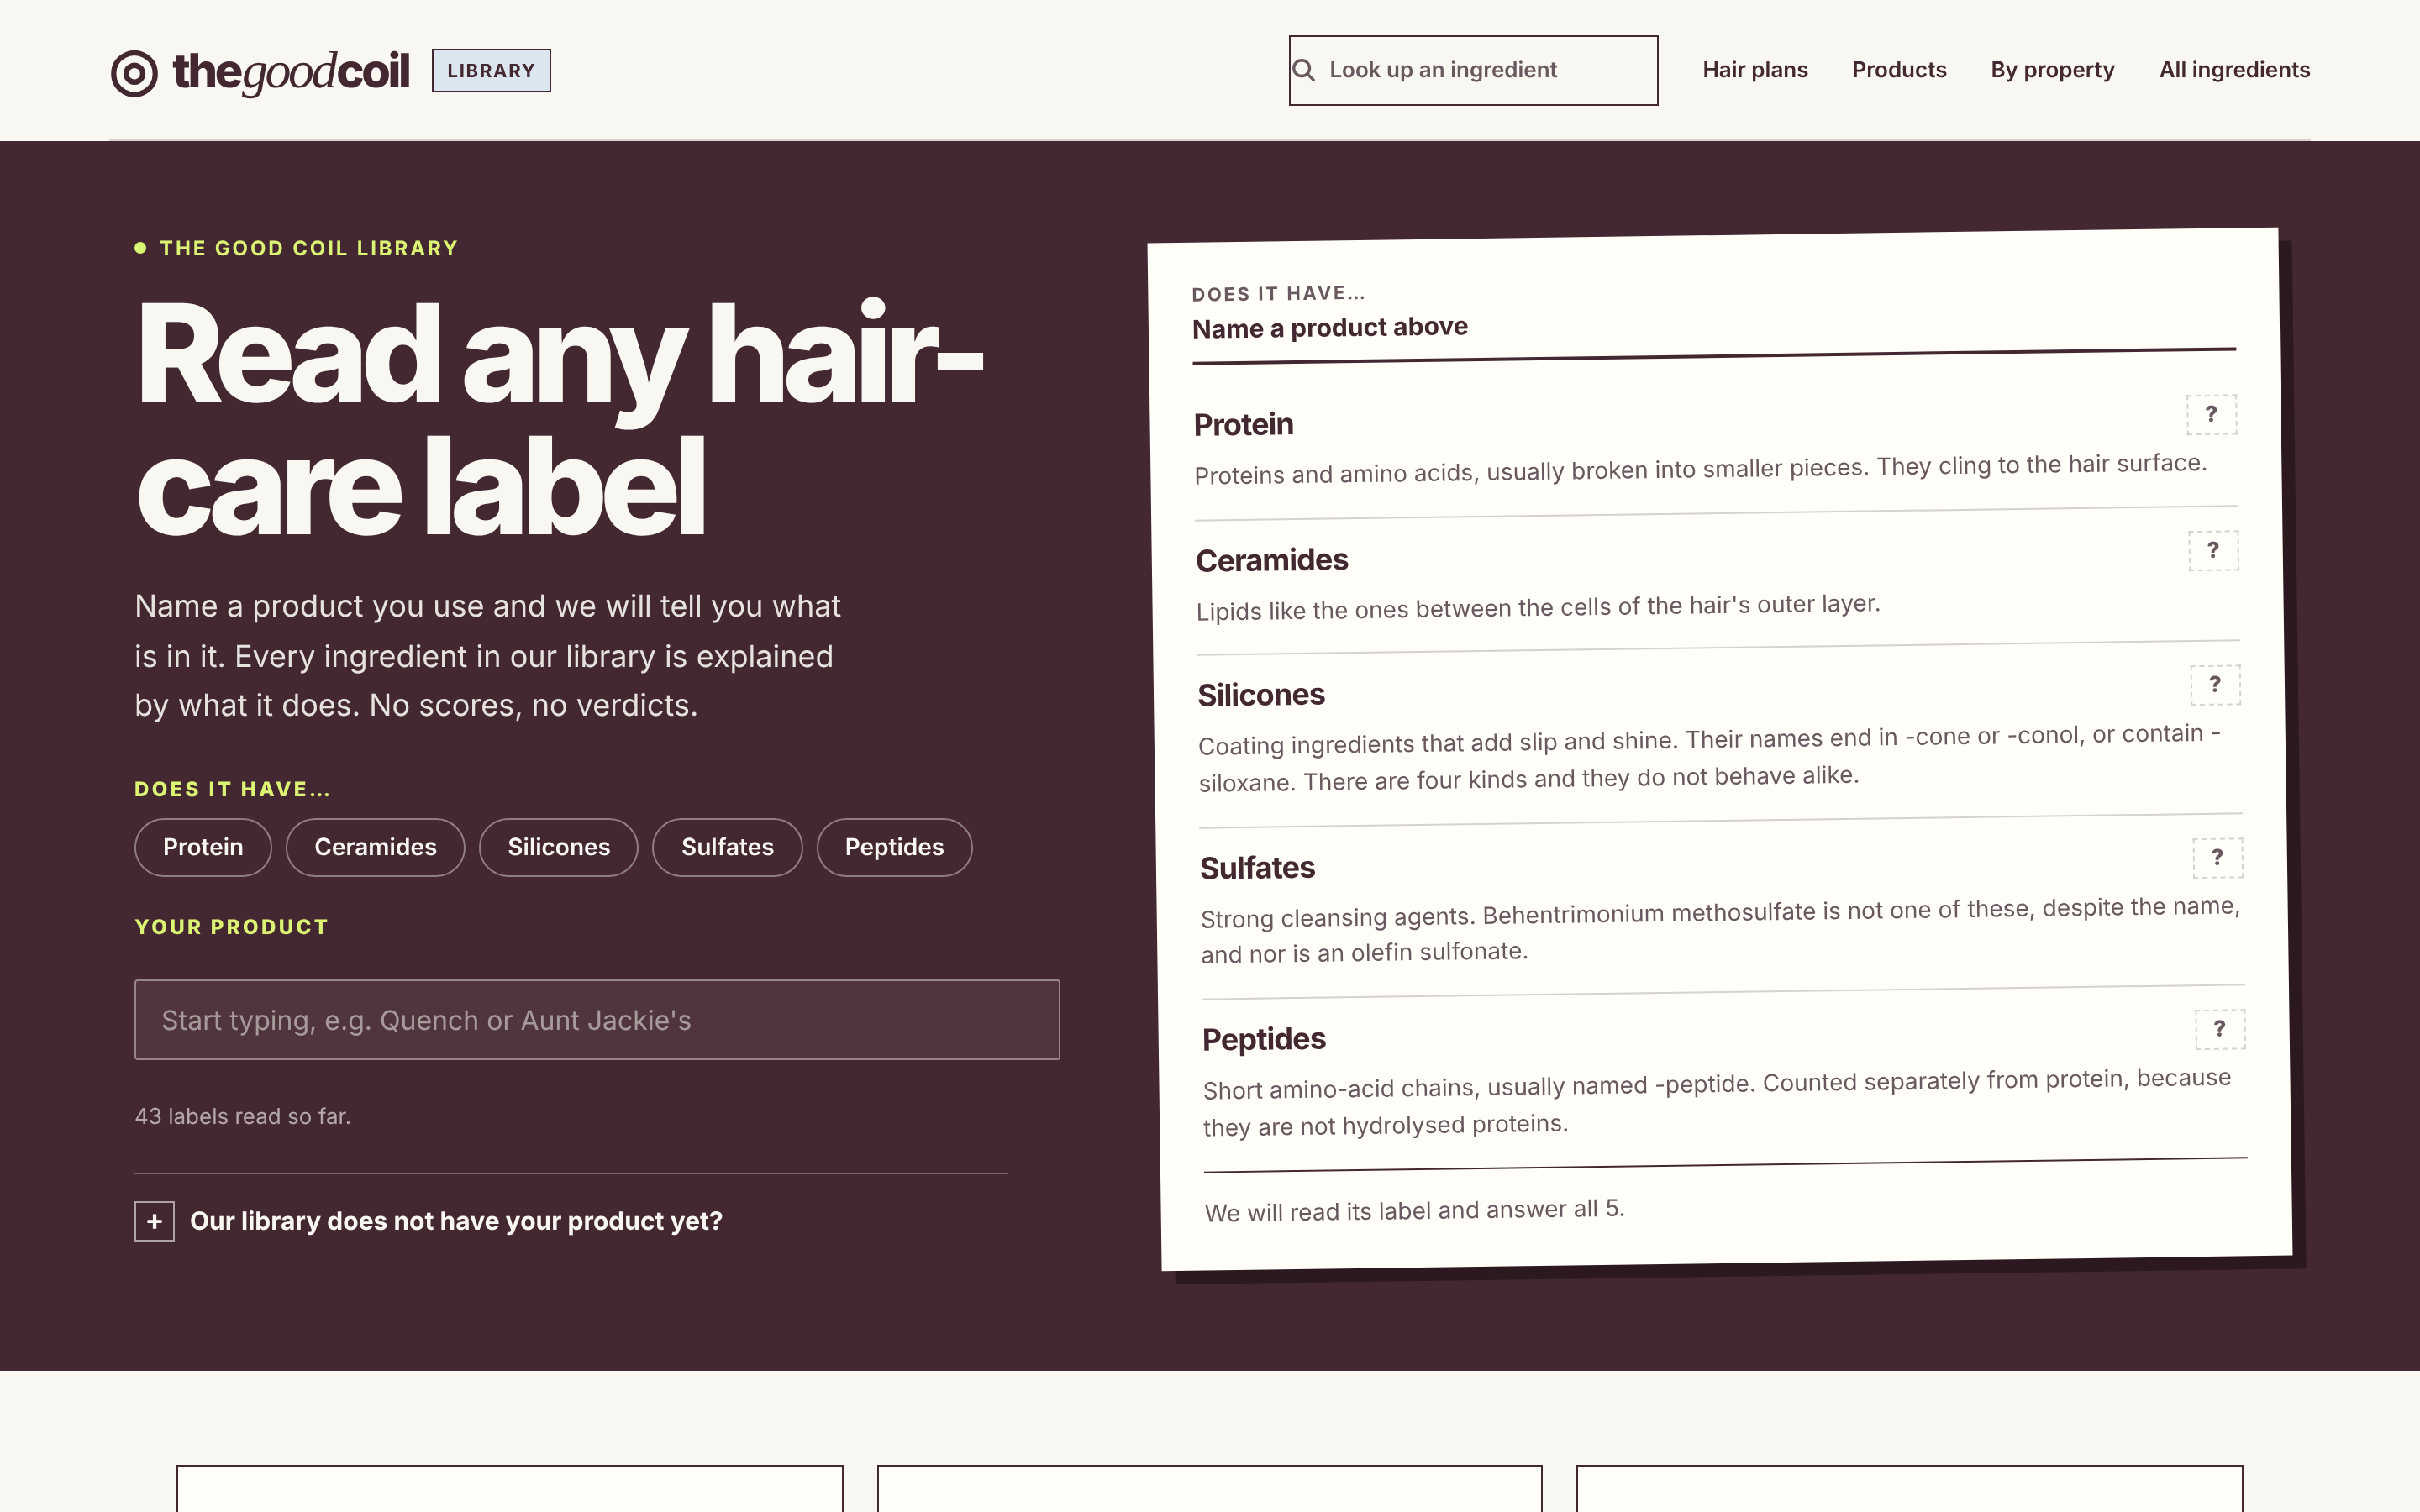 thegoodcoil
LIBRARY
Look up an ingredient
Hair plans
Products
By property
All ingredients
THE GOOD COIL LIBRARY
Read any hair-
care label
Name a product you use and we will tell you what
is in it. Every ingredient in our library is explained
by what it does. No scores, no verdicts.
DOES IT HAVE...
Protein
Ceramides
Silicones
Sulfates
Peptides
YOUR PRODUCT
Start typing, e.g. Quench or Aunt Jackie's
43 labels read so far.
+ Our library does not have your product yet?
DOES IT HAVE...
Name a product above
Protein
?
Proteins and amino acids, usually broken into smaller pieces. They cling to the hair surface.
Ceramides
?
Lipids like the ones between the cells of the hair's outer layer.
Silicones
?
Coating ingredients that add slip and shine. Their names end in -cone or -conol, or contain -
siloxane. There are four kinds and they do not behave alike.
Sulfates
?
Strong cleansing agents. Behentrimonium methosulfate is not one of these, despite the name,
and nor is an olefin sulfonate.
Peptides
?
Short amino-acid chains, usually named -peptide. Counted separately from protein, because
they are not hydrolysed proteins.
We will read its label and answer all 5.